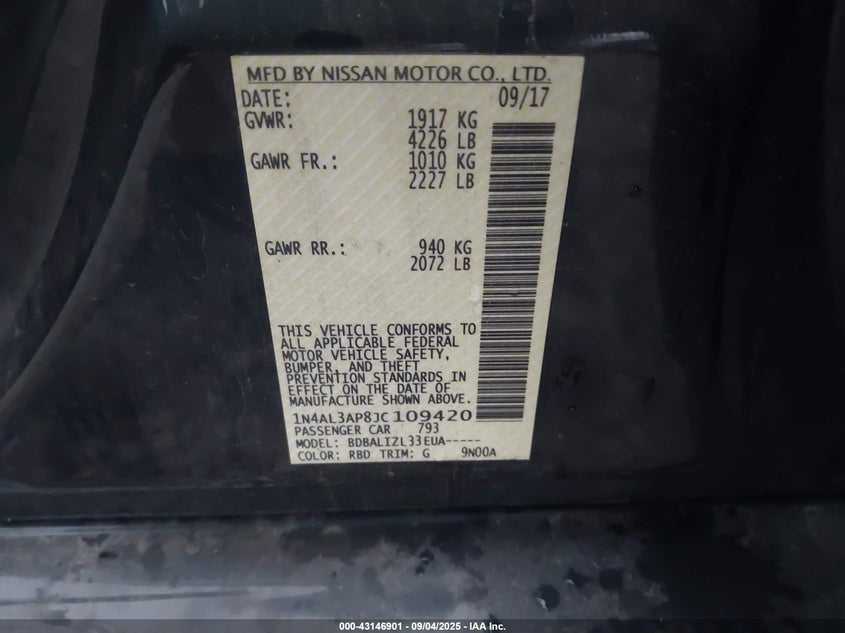 MFD BY NISSAN MOTOR CO., LTD.
DATE: 09/17
GVWR: 1917 KG
4226 LB
GAWR FR.: 1010 KG
2227 LB
GAWR RR.: 940 KG
2072 LB
THIS VEHICLE CONFORMS TO
ALL APPLICABLE FEDERAL
MOTOR VEHICLE SAFETY,
BUMPER, AND THEFT
PREVENTION STANDARDS IN
EFFECT ON THE DATE OF
MANUFACTURE SHOWN ABOVE.
1N4AL3AP8JC109420
PASSENGER CAR 793
MODEL: BDBALIZL33EUA-----
COLOR: RBD TRIM: G 9N00A
000-43146901 - 09/04/2025 - IAA Inc.